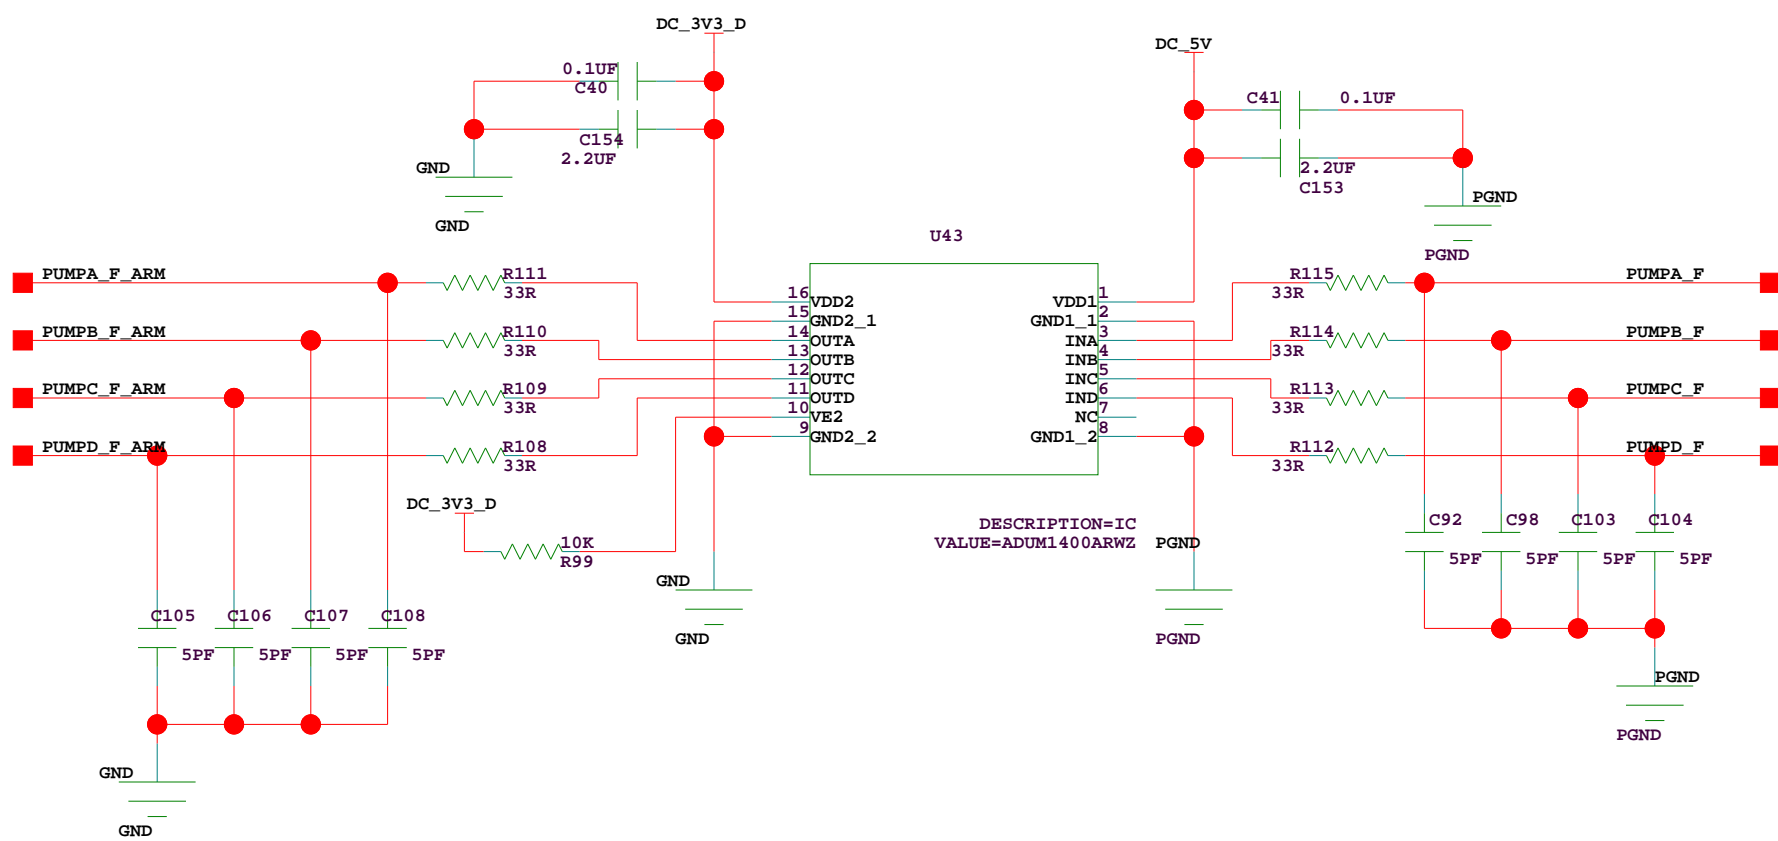 DC_3V3_D
DC_5V
0.1UF
C40
C41
0.1UF
C154
2.2UF
2.2UF
C153
GND
GND
PGND
PGND
U43
PUMPA_F_ARM
R111
33R
R115
33R
PUMPA_F
16
VDD2
VDD1
1
15
GND2_1
GND1_1
2
PUMPB_F_ARM
R110
33R
14
OUTA
INA
3
R114
33R
PUMPB_F
13
OUTB
INB
4
12
OUTC
INC
5
PUMPC_F_ARM
R109
33R
11
OUTD
IND
6
R113
33R
PUMPC_F
10
VE2
NC
7
9
GND2_2
GND1_2
8
PUMPD_F_ARM
R108
33R
R112
33R
PUMPD_F
DC_3V3_D
10K
R99
DESCRIPTION=IC
VALUE=ADUM1400ARWZ
PGND
C92
C98
C103
C104
5PF
5PF
5PF
5PF
GND
GND
PGND
C105
C106
C107
C108
5PF
5PF
5PF
5PF
PGND
PGND
GND
GND